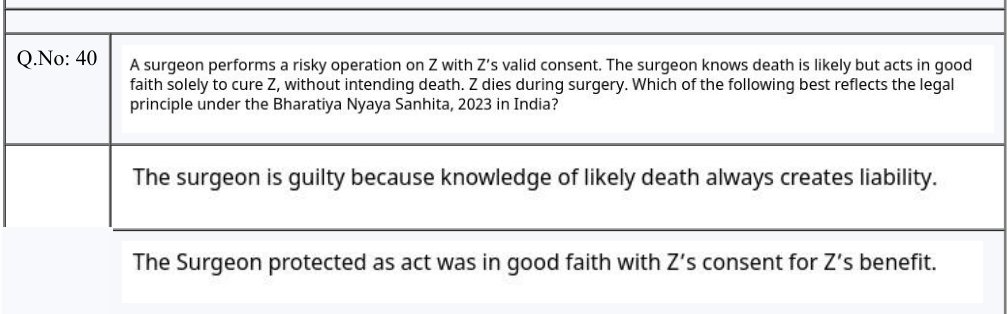 Q.No: 40
A surgeon performs a risky operation on Z with Z’s valid consent. The surgeon knows death is likely but acts in good
faith solely to cure Z, without intending death. Z dies during surgery. Which of the following best reflects the legal
principle under the Bharatiya Nyaya Sanhita, 2023 in India?
The surgeon is guilty because knowledge of likely death always creates liability.
The Surgeon protected as act was in good faith with Z’s consent for Z’s benefit.